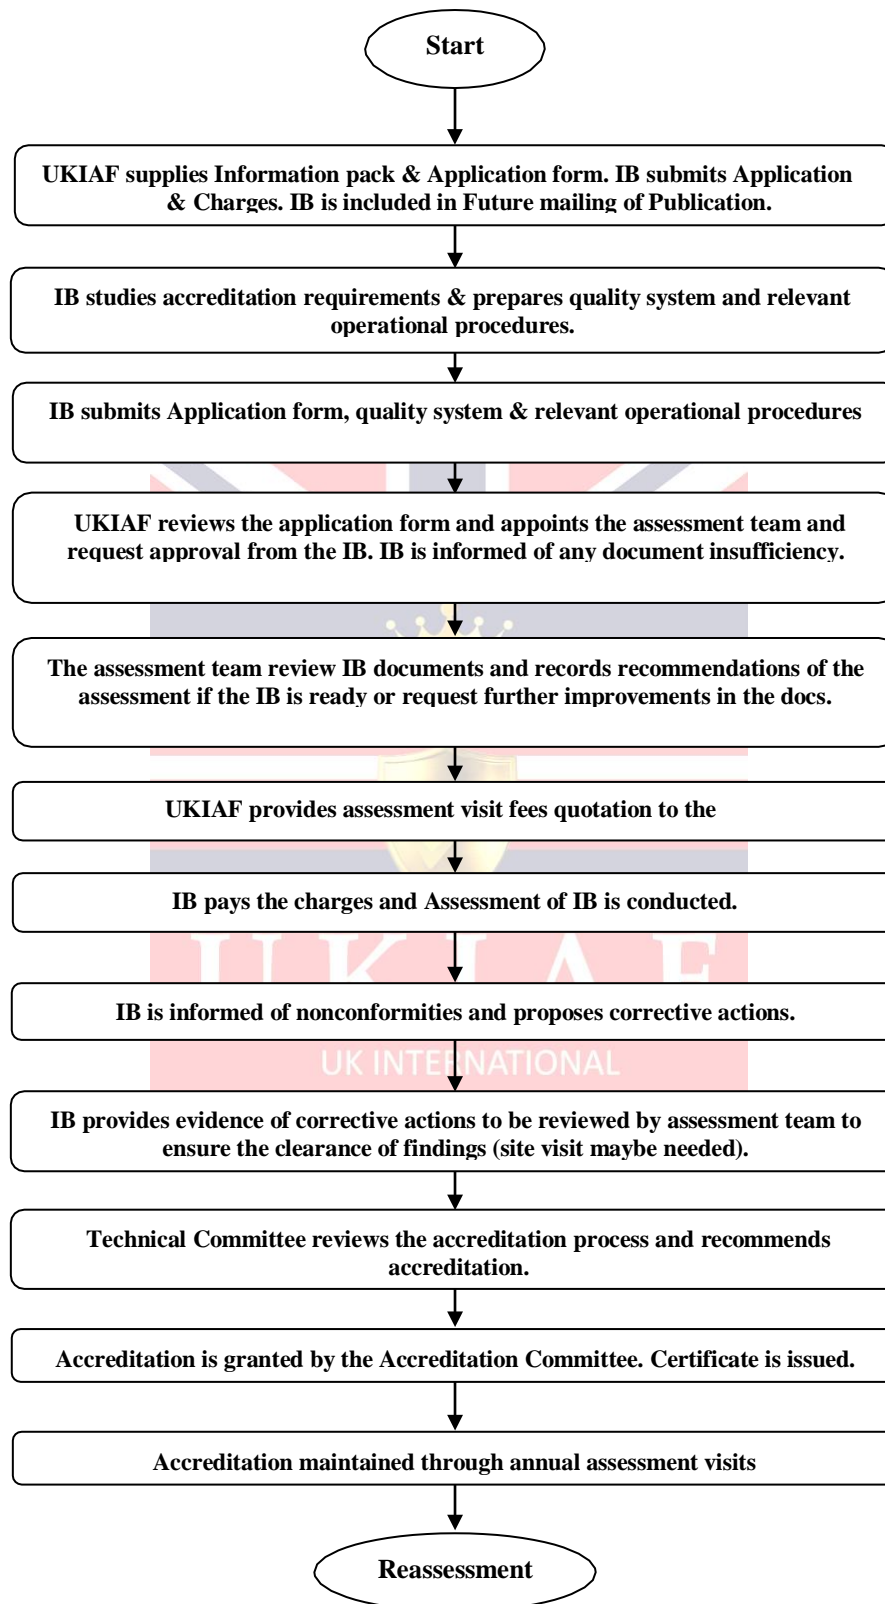 Start
UKIAF supplies Information pack & Application form. IB submits Application
& Charges. IB is included in Future mailing of Publication.
IB studies accreditation requirements & prepares quality system and relevant
operational procedures.
IB submits Application form, quality system & relevant operational procedures
UKIAF reviews the application form and appoints the assessment team and
request approval from the IB. IB is informed of any document insufficiency.
The assessment team review IB documents and records recommendations of the
assessment if the IB is ready or request further improvements in the docs.
UKIAF provides assessment visit fees quotation to the
IB pays the charges and Assessment of IB is conducted.
UKIAF
IB is informed of nonconformities and proposes corrective actions.
UK INTERNATIONAL
IB provides evidence of corrective actions to be reviewed by assessment team to
ensure the clearance of findings (site visit maybe needed).
Technical Committee reviews the accreditation process and recommends
accreditation.
Accreditation is granted by the Accreditation Committee. Certificate is issued.
Accreditation maintained through annual assessment visits
Reassessment